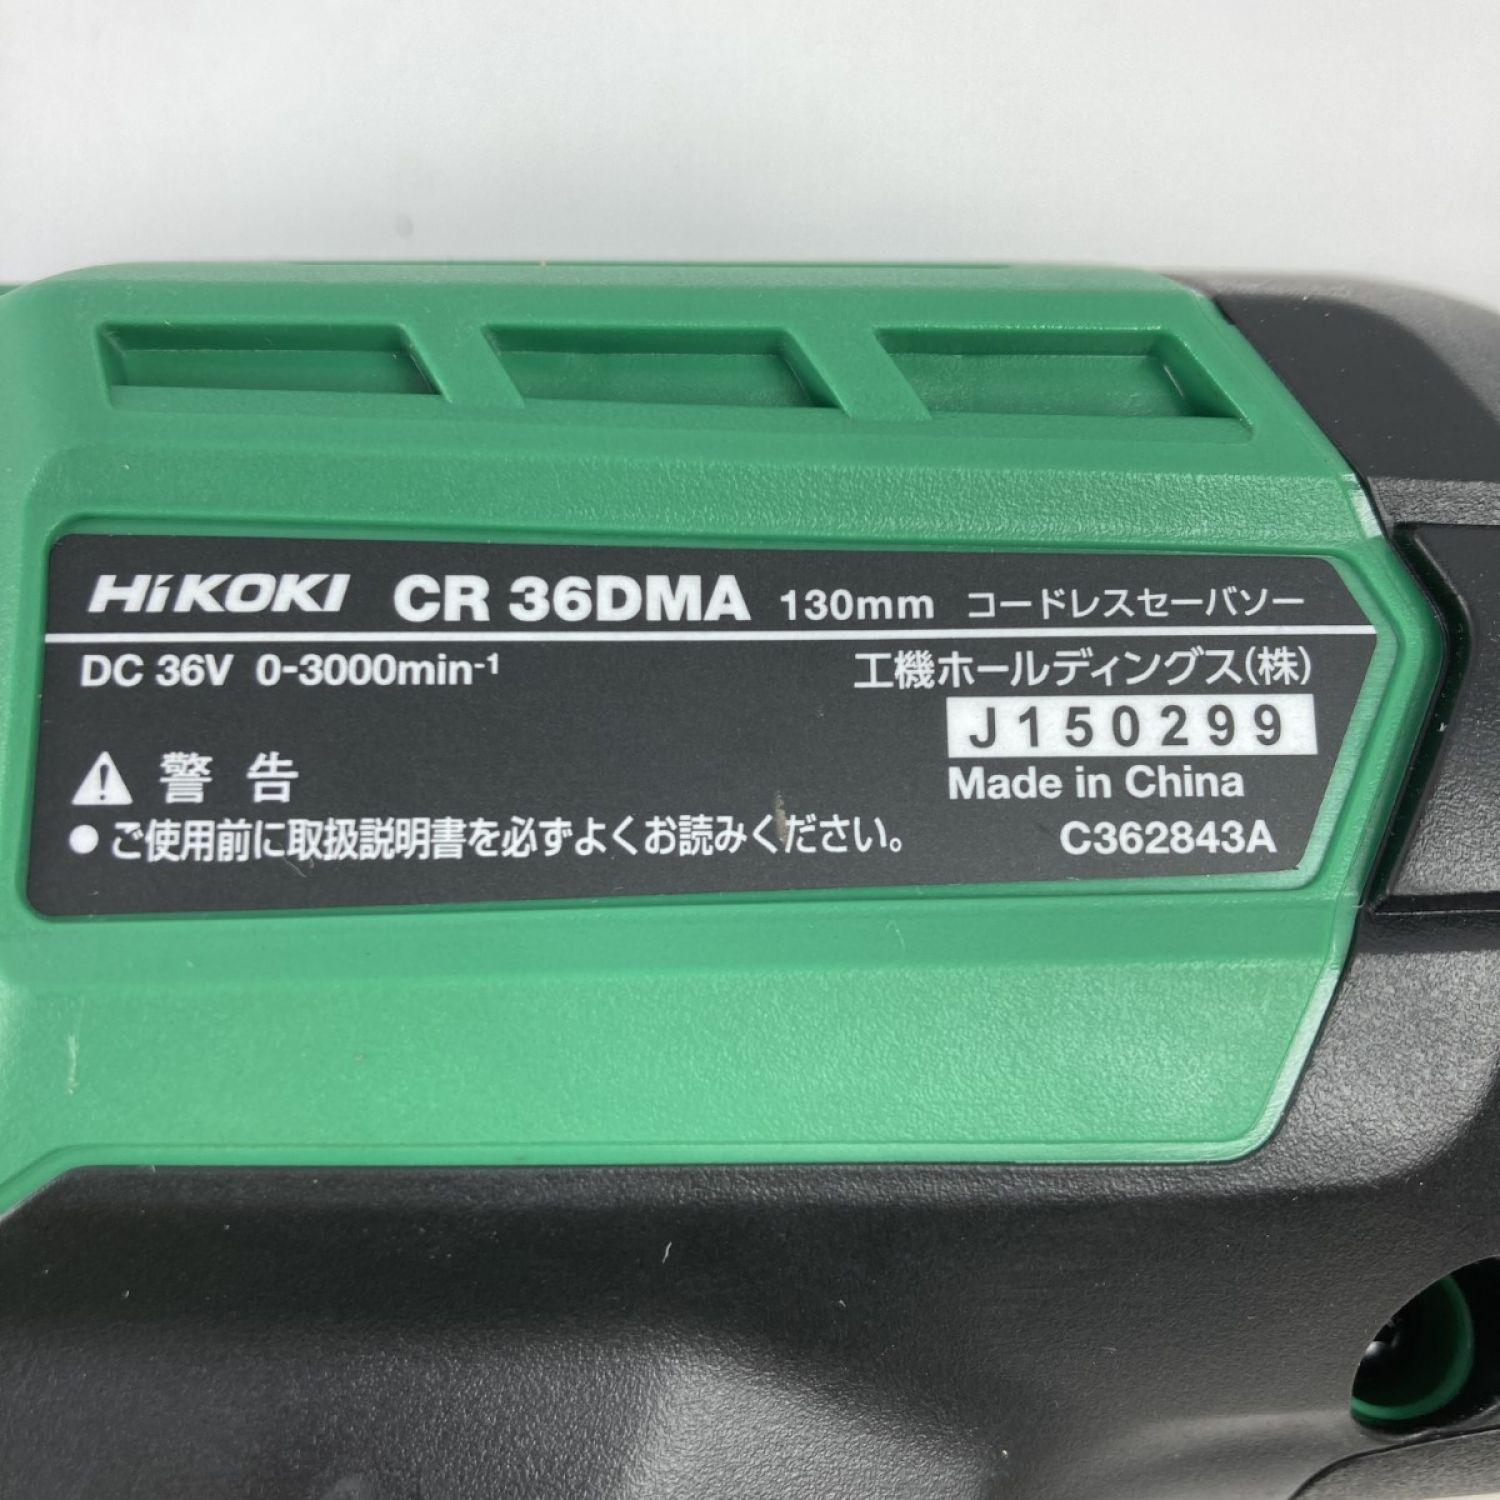 HiKOKI CR 36DMA 130mm コードレスセーバソー
DC 36V 0-3000min⁻¹ 工機ホールディングス(株)
J150299
Made in China
警告
●ご使用前に取扱説明書を必ずよくお読みください。 C362843A